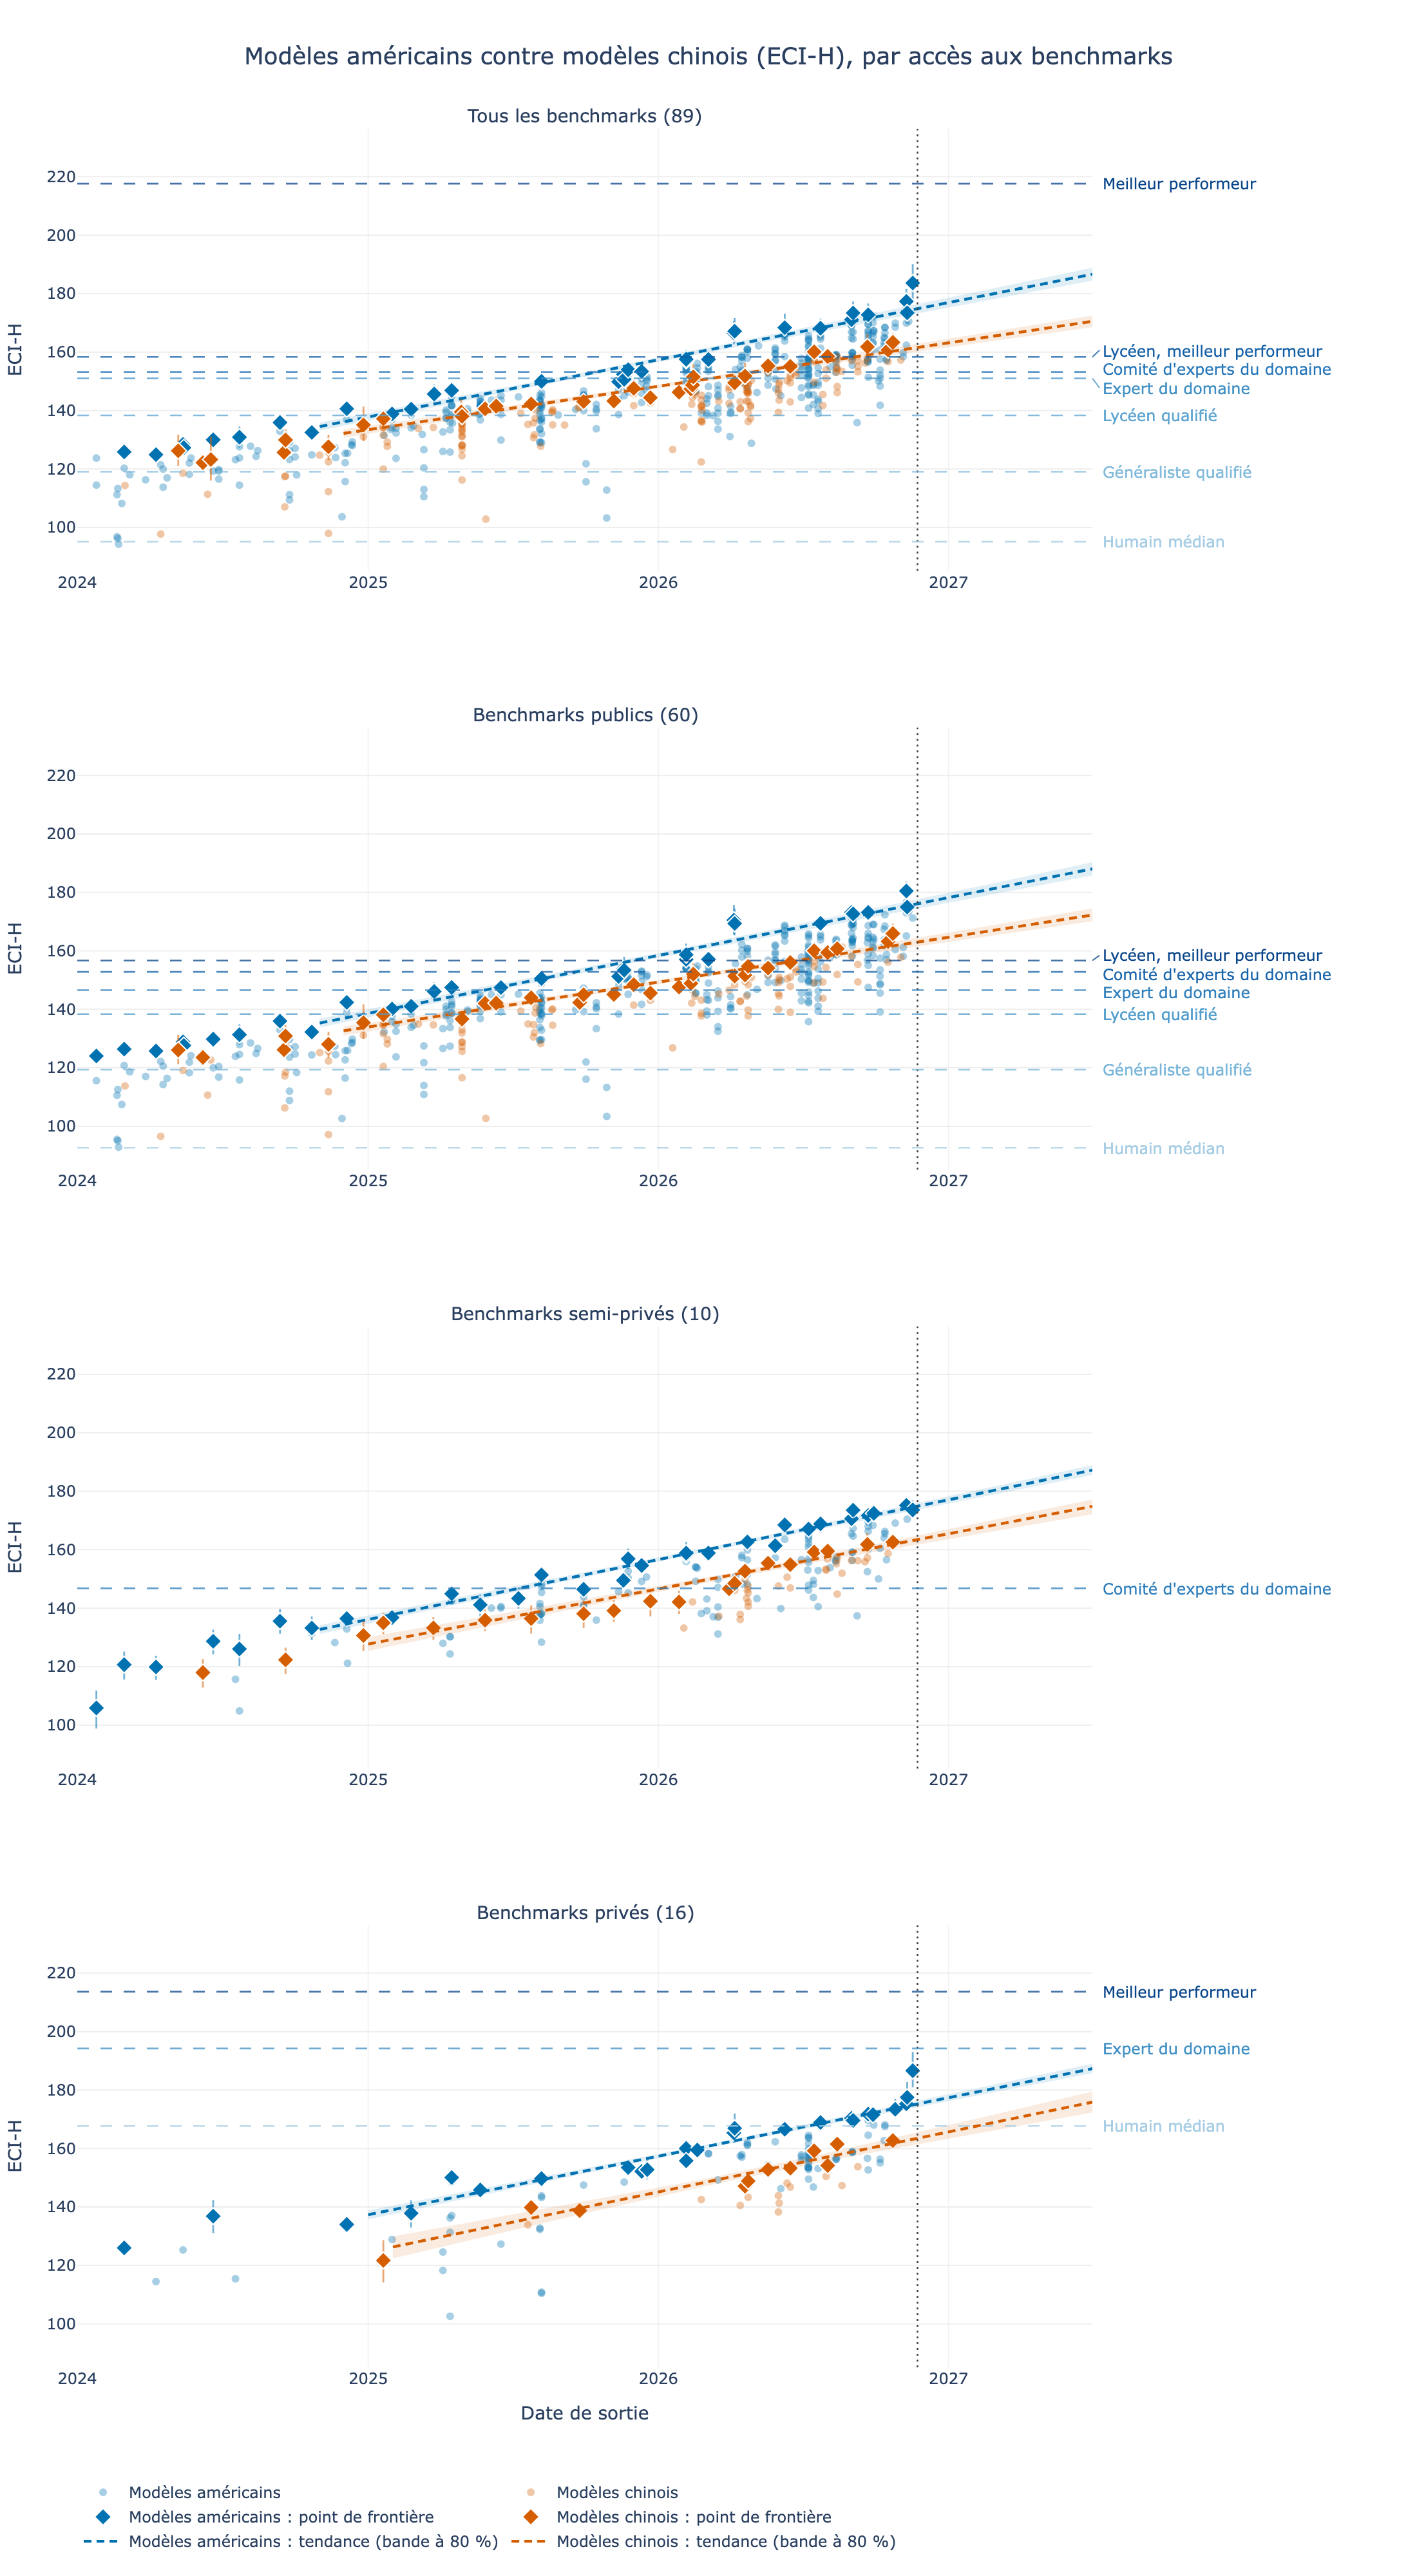 Modèles américains contre modèles chinois (ECI-H), par accès aux benchmarks
Tous les benchmarks (89)
ECI-H
220
200
180
160
140
120
100
Meilleur performeur
Lycéen, meilleur performeur
Comité d'experts du domaine
Expert du domaine
Lycéen qualifié
Généraliste qualifié
Humain médian
2024
2025
2026
2027
Benchmarks publics (60)
ECI-H
220
200
180
160
140
120
100
Lycéen, meilleur performeur
Comité d'experts du domaine
Expert du domaine
Lycéen qualifié
Généraliste qualifié
Humain médian
2024
2025
2026
2027
Benchmarks semi-privés (10)
ECI-H
220
200
180
160
140
120
100
Comité d'experts du domaine
2024
2025
2026
2027
Benchmarks privés (16)
ECI-H
220
200
180
160
140
120
100
Meilleur performeur
Expert du domaine
Humain médian
2024
2025
2026
2027
Date de sortie
Modèles américains
Modèles chinois
Modèles américains : point de frontière
Modèles chinois : point de frontière
Modèles américains : tendance (bande à 80 %)
Modèles chinois : tendance (bande à 80 %)